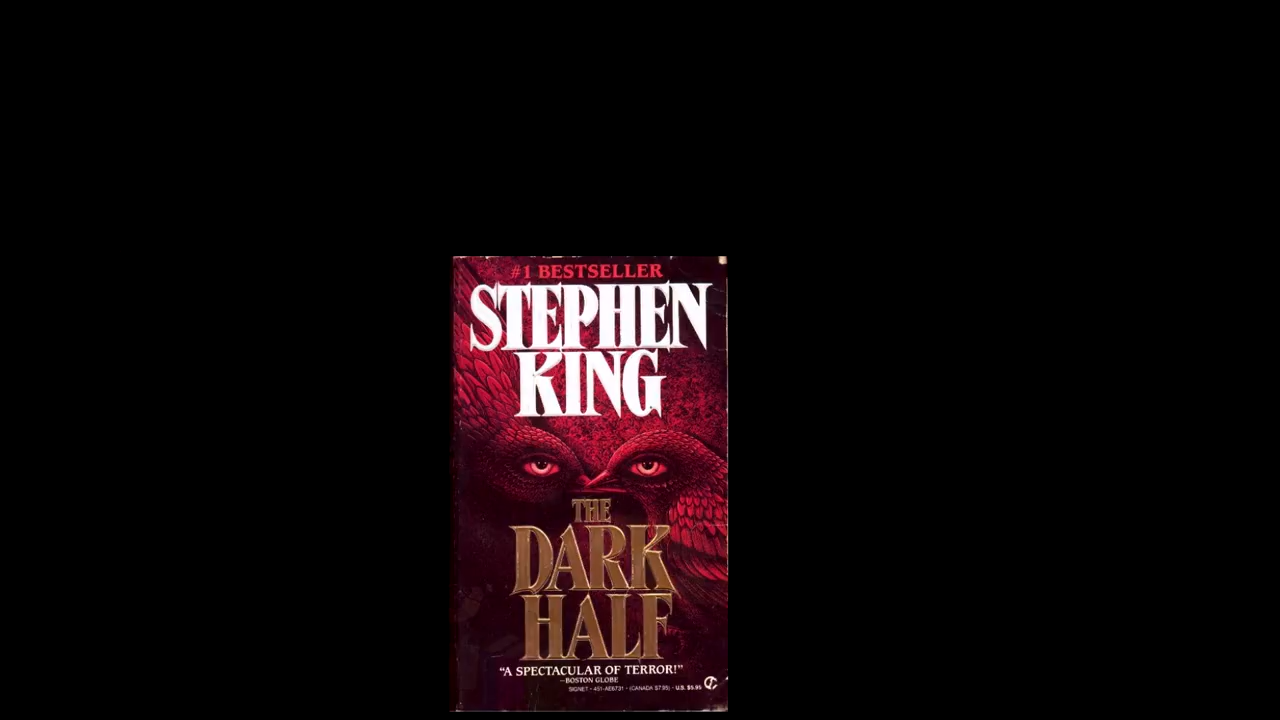 #1 BESTSELLER
STEPHEN
KING
THE
DARK
HALF
"A SPECTACULAR OF TERROR!"
—BOSTON GLOBE
SIGNET • 451-AE6731 • (CANADA $7.95) • U.S. $5.95